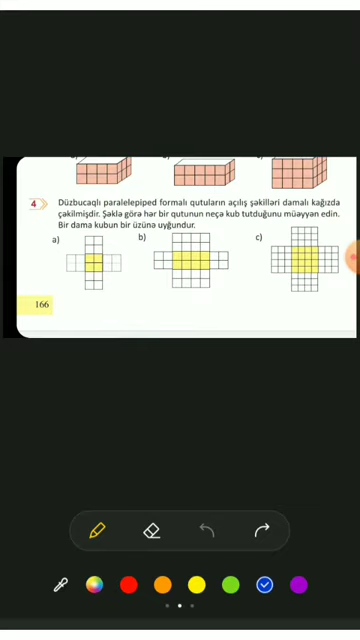 4 Düzbucaqlı paralelepiped formalı qutuların açılış şəkilləri damalı kağızda
çəkilmişdir. Şəklə görə hər bir qutunun neçə kub tutduğunu müəyyən edin.
Bir dama kubun bir üzünə uyğundur.
a) b) c)
166